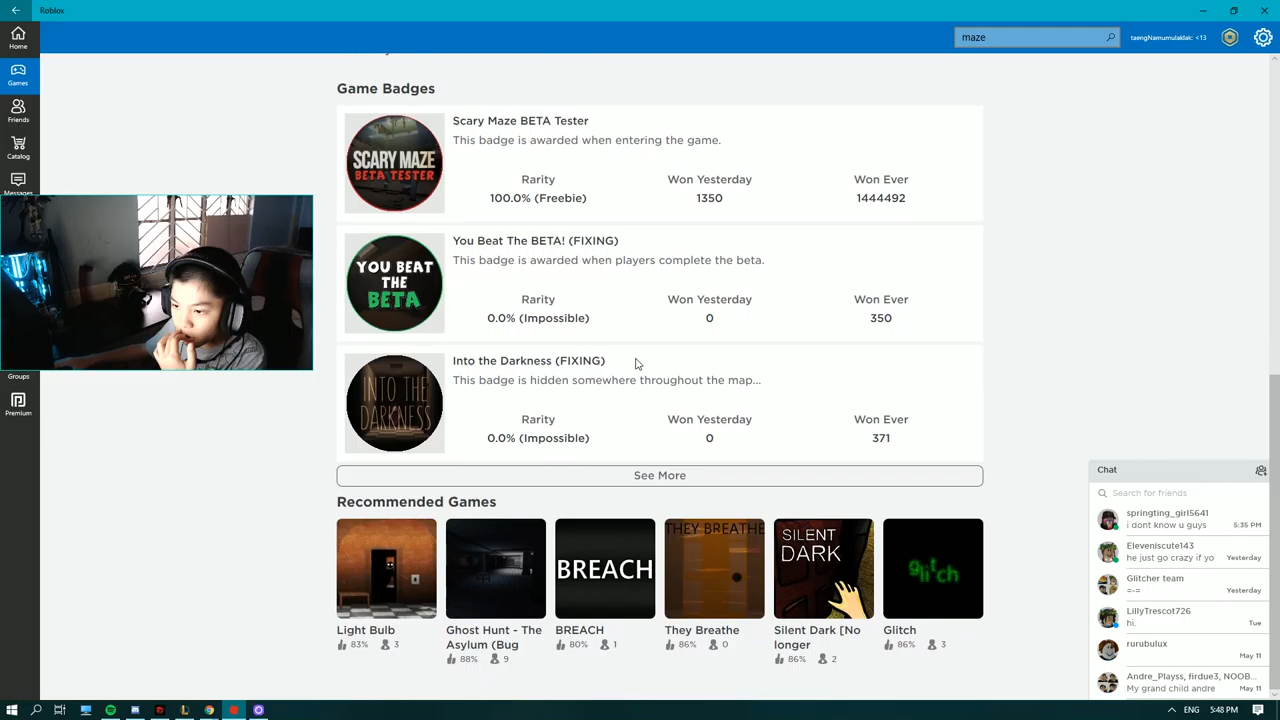 Roblox
Home
Games
Friends
Catalog
Messages
Groups
Premium
maze
taengNamumulaklak: <13
Game Badges
SCARY MAZE
BETA TESTER
Scary Maze BETA Tester
This badge is awarded when entering the game.
Rarity
Won Yesterday
Won Ever
100.0% (Freebie)
1350
1444492
YOU BEAT
THE
BETA
You Beat The BETA! (FIXING)
This badge is awarded when players complete the beta.
Rarity
Won Yesterday
Won Ever
0.0% (Impossible)
0
350
INTO THE
DARKNESS
Into the Darkness (FIXING)
This badge is hidden somewhere throughout the map...
Rarity
Won Yesterday
Won Ever
0.0% (Impossible)
0
371
See More
Recommended Games
BREACH
THEY BREATHE
SILENT
DARK
glitch
Light Bulb
83%
3
Ghost Hunt - The
Asylum (Bug
88%
9
BREACH
80%
1
They Breathe
86%
0
Silent Dark [No
longer
86%
2
Glitch
86%
3
Chat
Search for friends
springting_girl5641
i dont know u guys
5:35 PM
Eleveniscute143
he just go crazy if yo
Yesterday
Glitcher team
=-=
Yesterday
LillyTrescot726
hi.
Tue
rurubulux
May 11
Andre_Playss, firdue3, NOOB...
My grand child andre
May 11
ENG
5:48 PM